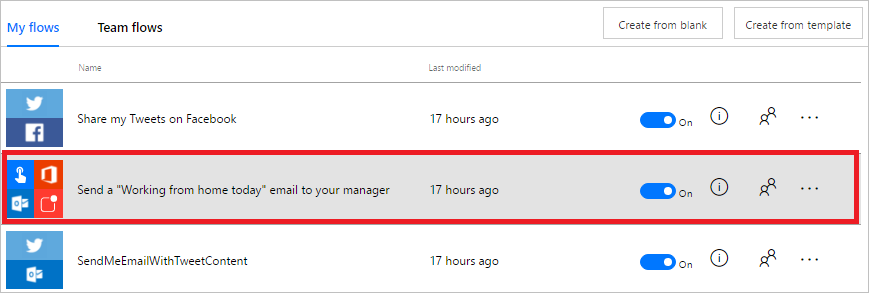 My flows Team flows Create from blank Create from template
Name Last modified
Share my Tweets on Facebook 17 hours ago On
Send a "Working from home today" email to your manager 17 hours ago On
SendMeEmailWithTweetContent 17 hours ago On